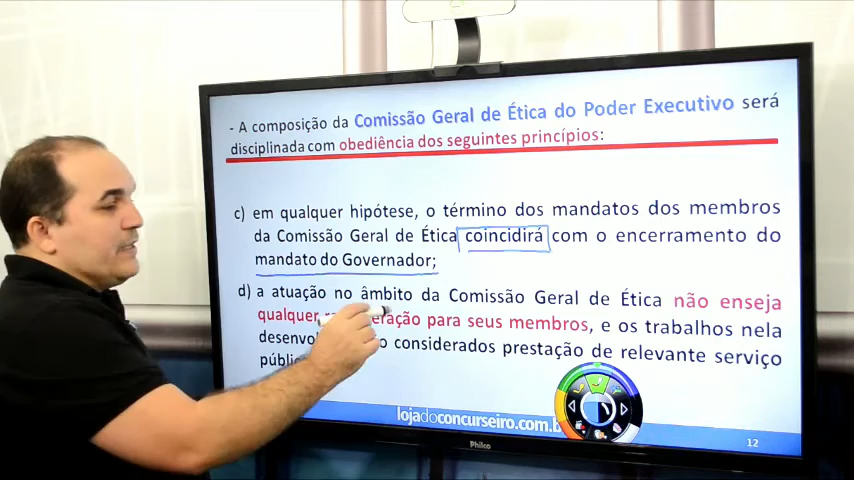 - A composição da Comissão Geral de Ética do Poder Executivo será
disciplinada com obediência dos seguintes princípios:
c) em qualquer hipótese, o término dos mandatos dos membros
da Comissão Geral de Ética coincidirá com o encerramento do
mandato do Governador;
d) a atuação no âmbito da Comissão Geral de Ética não enseja
qualquer para seus membros, e os trabalhos nela
considerados prestação de relevante serviço
lojadoconcurseiro.com.b
12
Philco